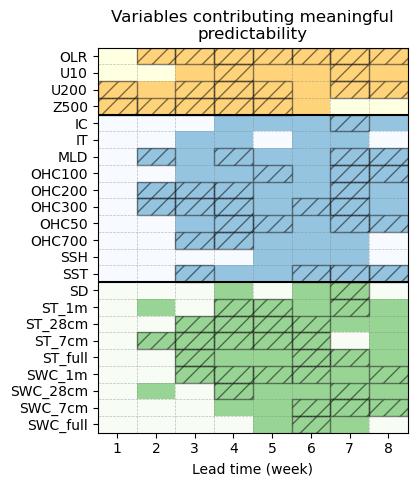 Variables contributing meaningful
predictability
OLR
U10
U200
Z500
IC
IT
MLD
OHC100
OHC200
OHC300
OHC50
OHC700
SSH
SST
SD
ST_1m
ST_28cm
ST_7cm
ST_full
SWC_1m
SWC_28cm
SWC_7cm
SWC_full
1 2 3 4 5 6 7 8
Lead time (week)